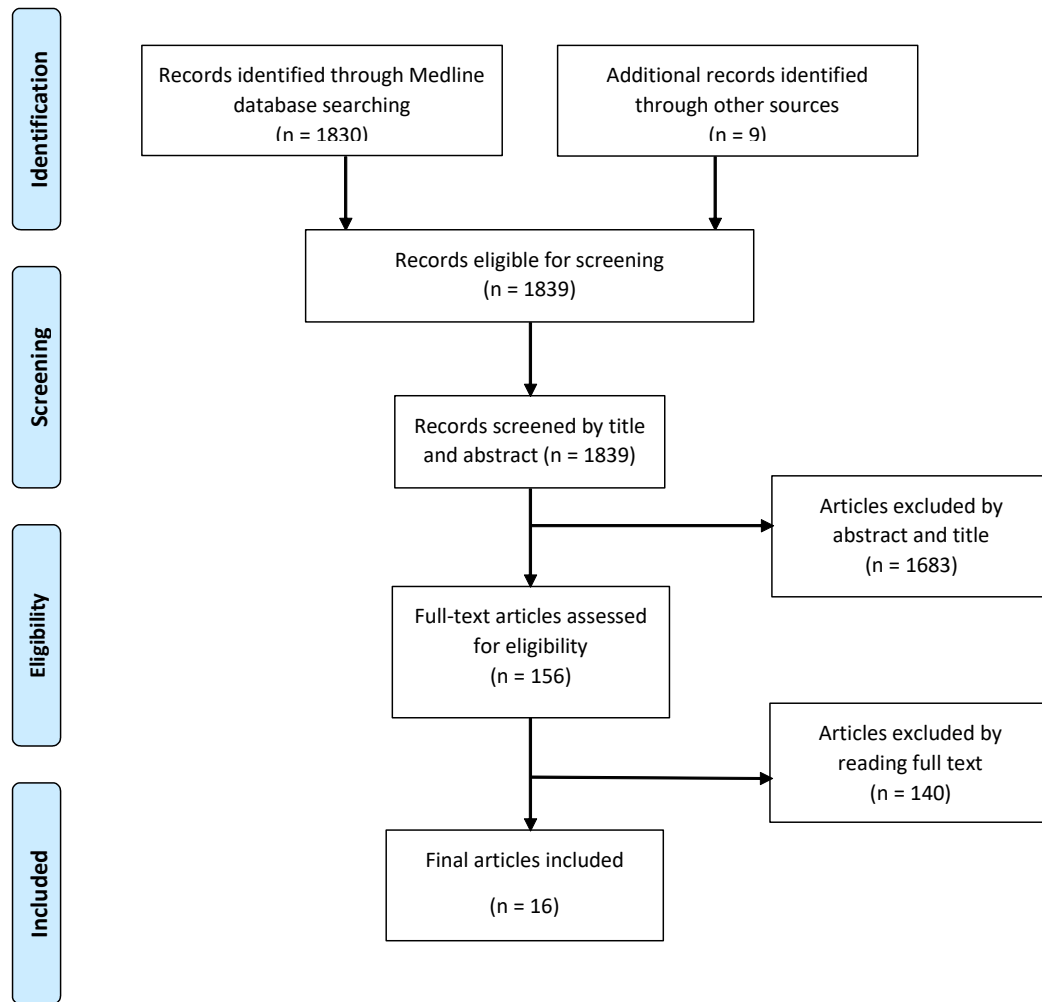 Identification
Records identified through Medline
database searching
(n = 1830)
Additional records identified
through other sources
(n = 9)
Records eligible for screening
(n = 1839)
Screening
Records screened by title
and abstract (n = 1839)
Articles excluded by
abstract and title
(n = 1683)
Eligibility
Full-text articles assessed
for eligibility
(n = 156)
Articles excluded by
reading full text
(n = 140)
Included
Final articles included
(n = 16)